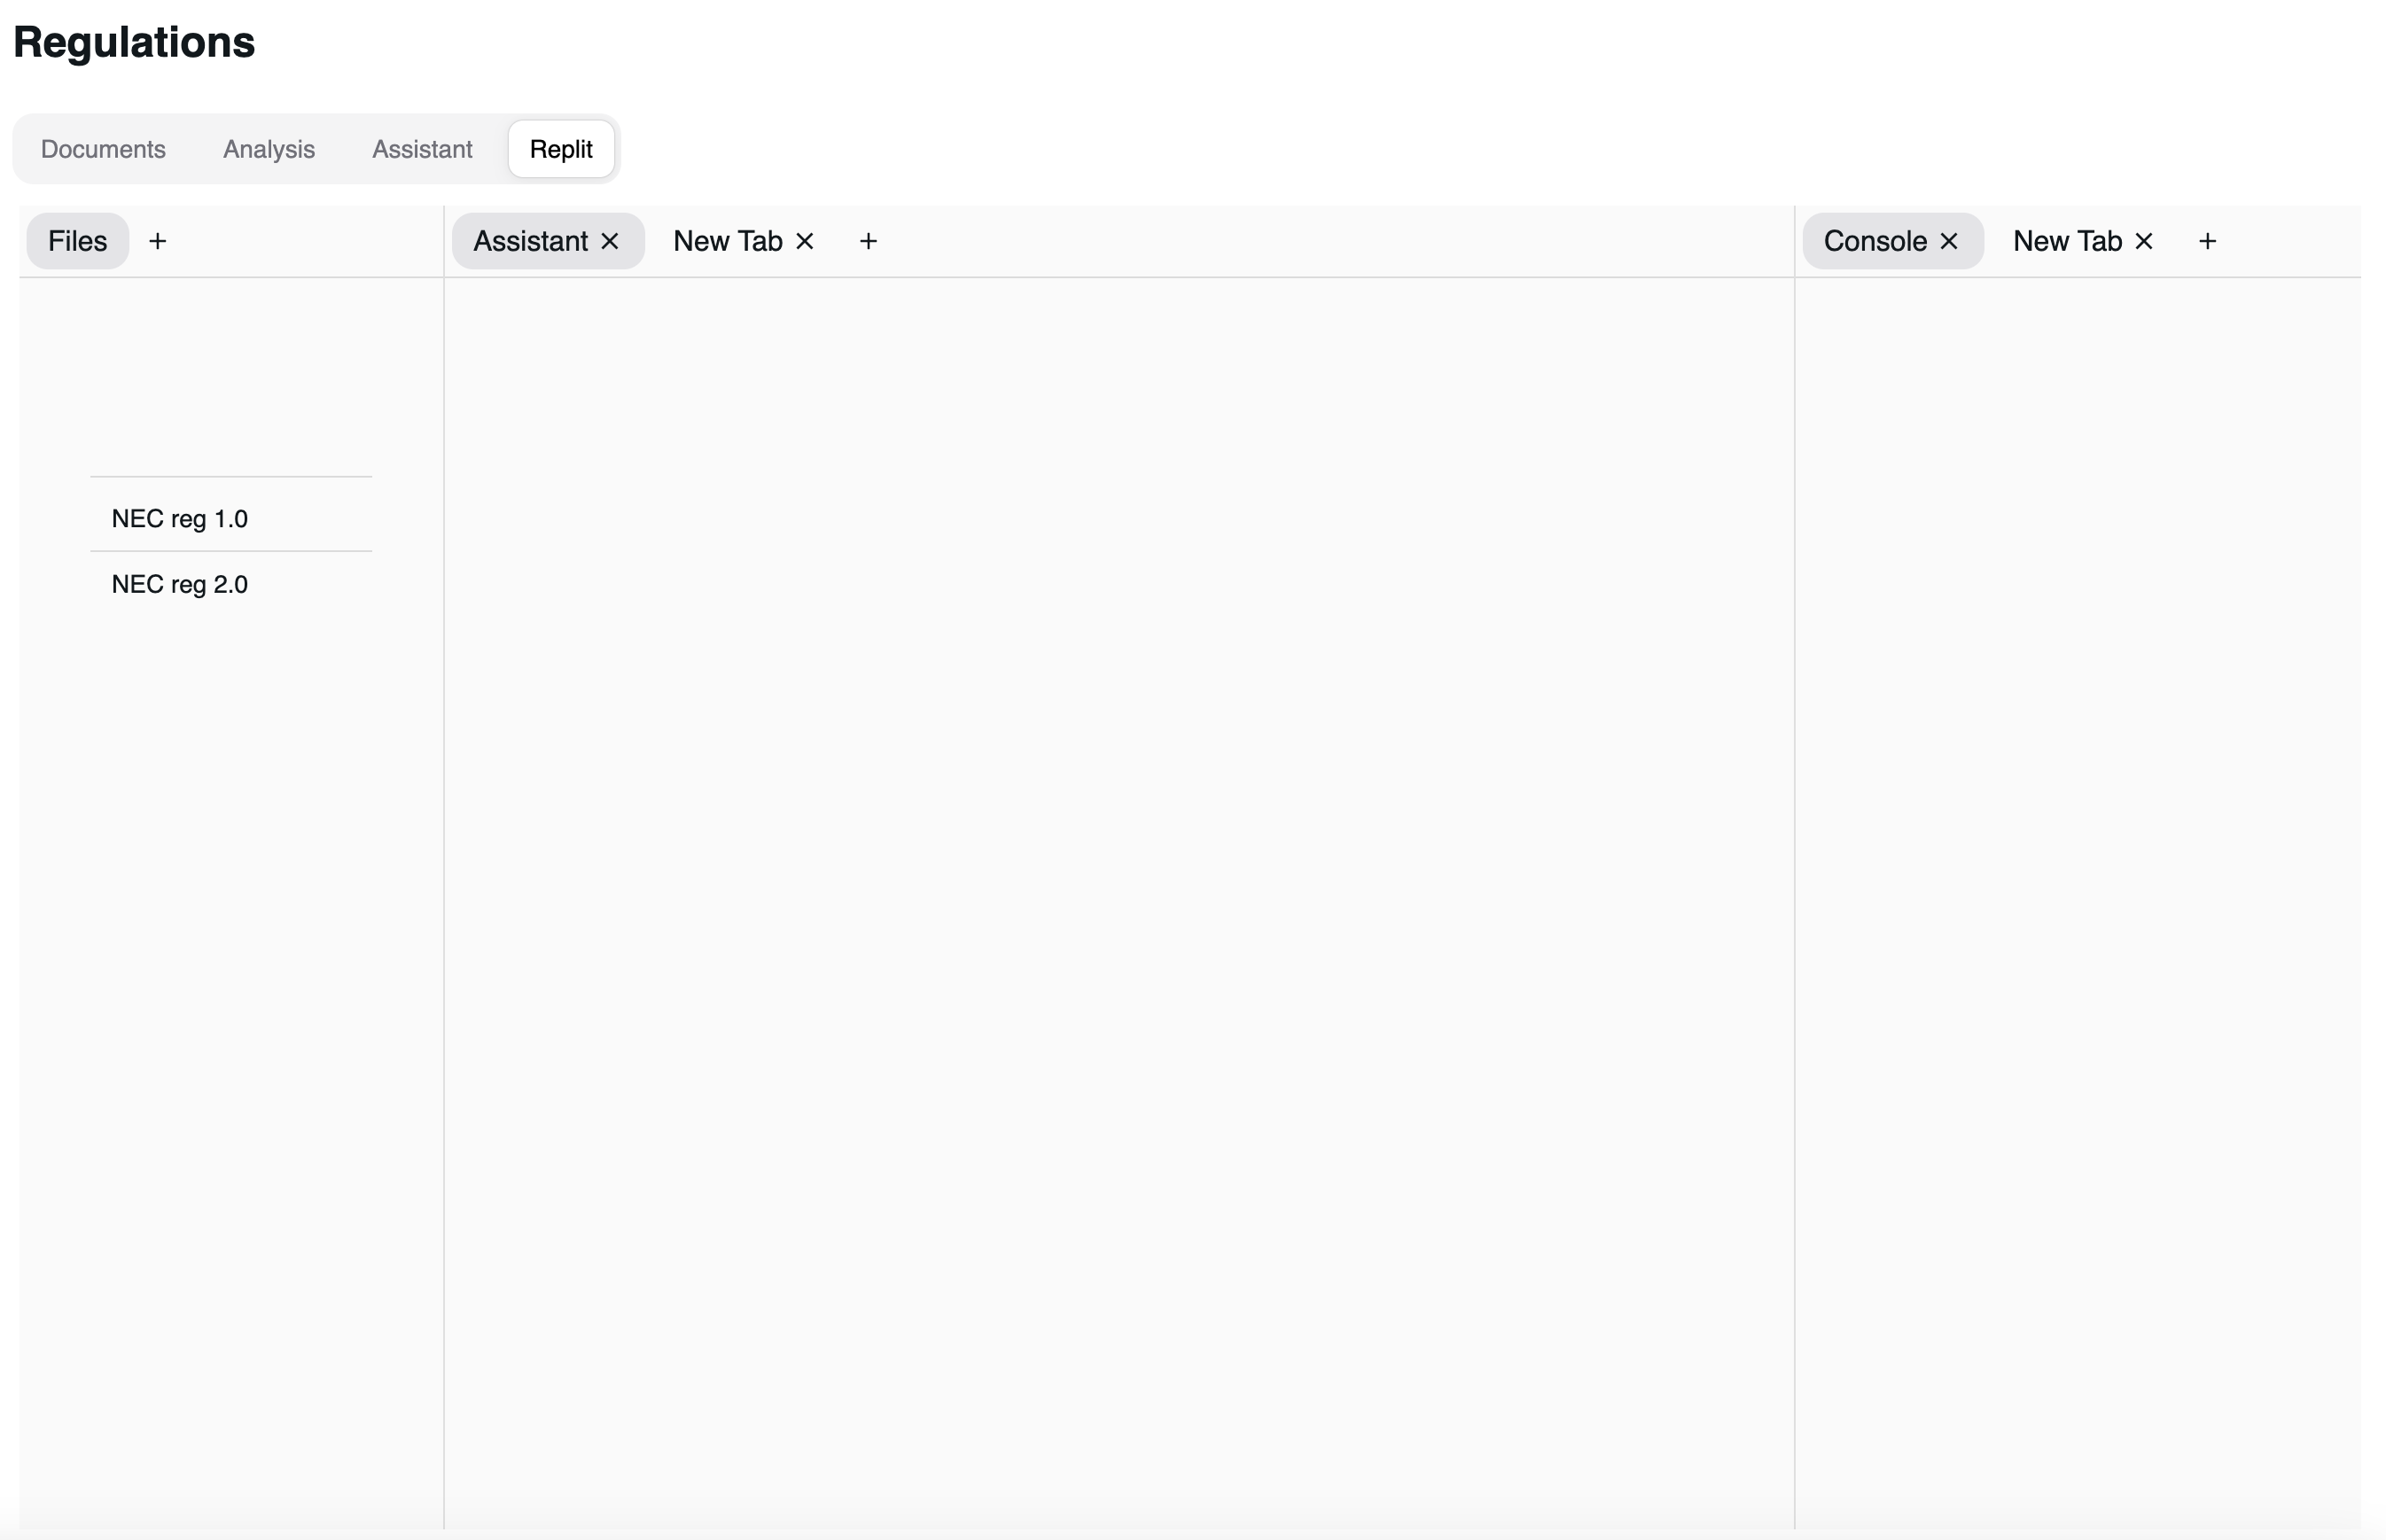 Regulations
Documents Analysis Assistant Replit
Files + Assistant × New Tab × + Console × New Tab × +
NEC reg 1.0
NEC reg 2.0